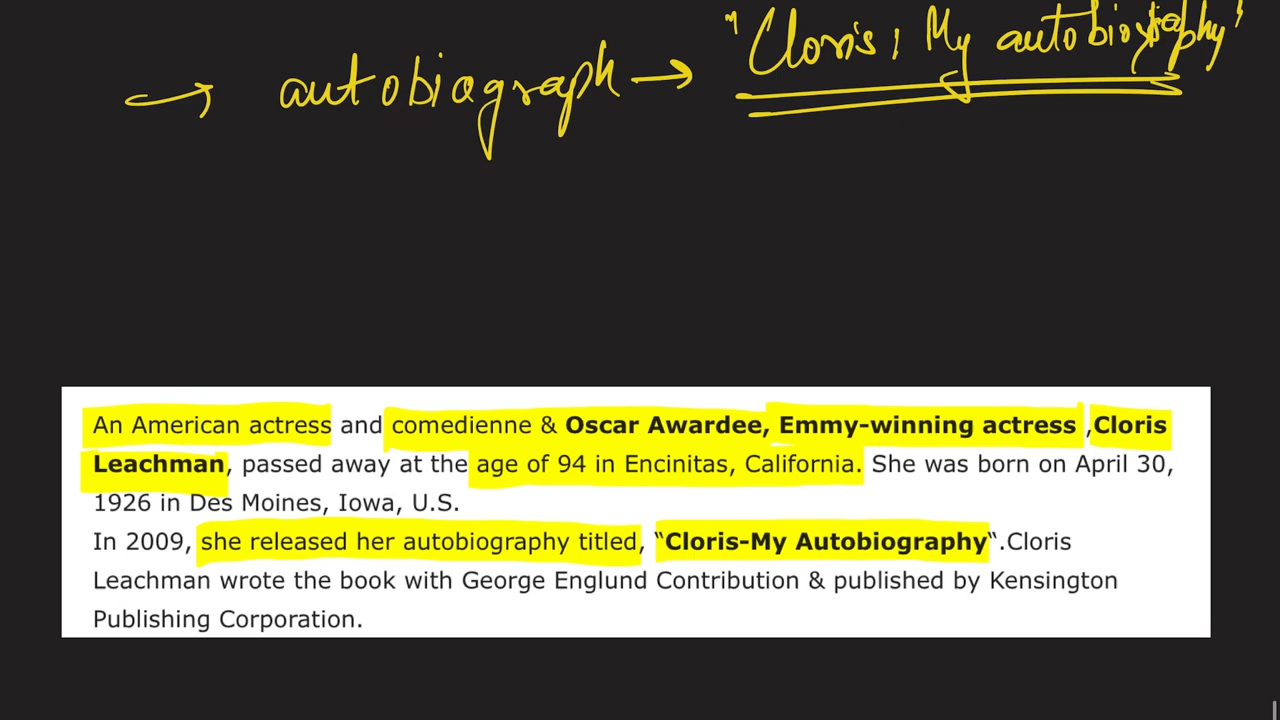 "Cloris, My autobiography"
autobiograph
An American actress and comedienne & Oscar Awardee, Emmy-winning actress ,Cloris
Leachman, passed away at the age of 94 in Encinitas, California. She was born on April 30,
1926 in Des Moines, Iowa, U.S.
In 2009, she released her autobiography titled, “Cloris-My Autobiography“.Cloris
Leachman wrote the book with George Englund Contribution & published by Kensington
Publishing Corporation.